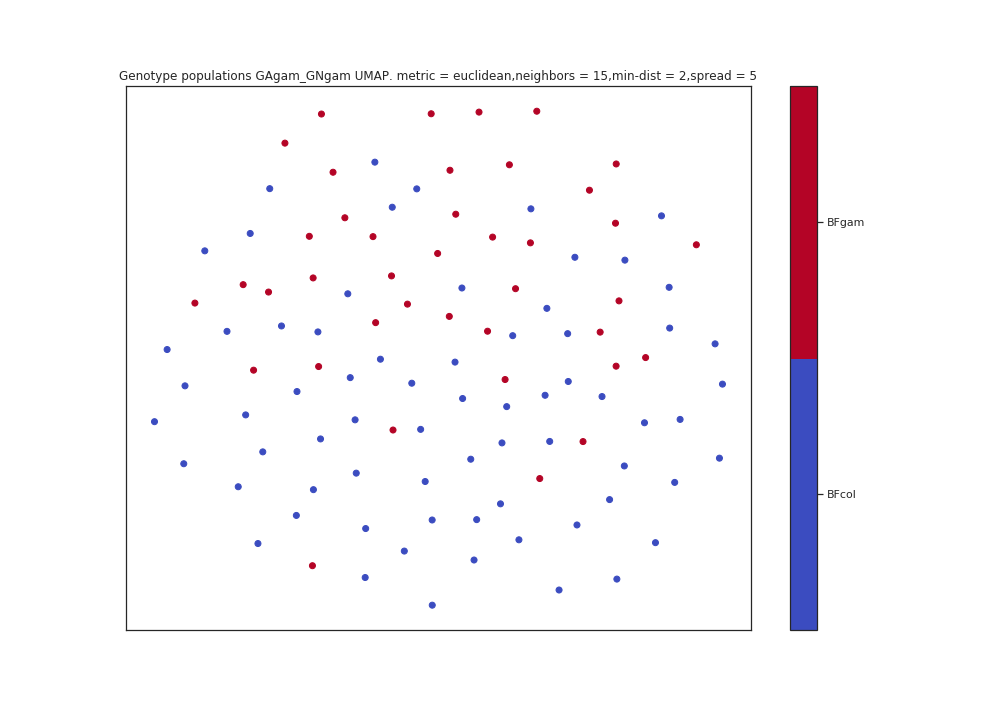 Genotype populations GAgam_GNgam UMAP. metric = euclidean,neighbors = 15,min-dist = 2,spread = 5
BFgam
BFcol